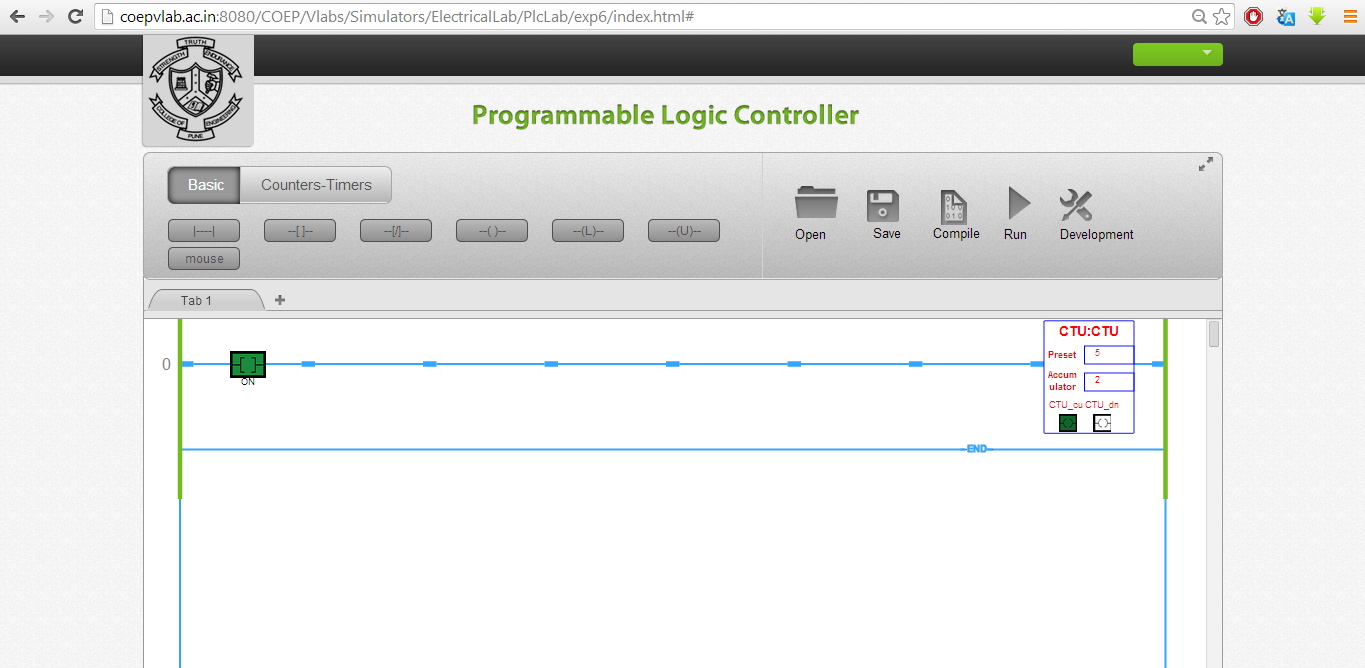 coepvlab.ac.in:8080/COEP/Vlabs/Simulators/ElectricalLab/PlcLab/exp6/index.html#
TRUTH
STRENGTH ENDURANCE
COLLEGE OF ENGINEERING
PUNE
Programmable Logic Controller
Basic Counters-Timers
|----| --[ ]-- --[/]-- --( )-- --(L)-- --(U)--
mouse
Open Save Compile Run Development
Tab 1 +
CTU:CTU
0
Preset 5
ON
Accum
ulator 2
CTU_cu CTU_dn
END